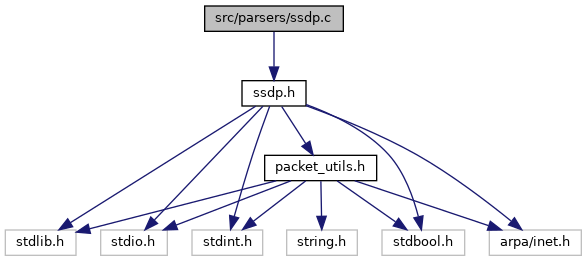 src/parsers/ssdp.c
ssdp.h
packet_utils.h
stdlib.h
stdio.h
stdint.h
string.h
stdbool.h
arpa/inet.h